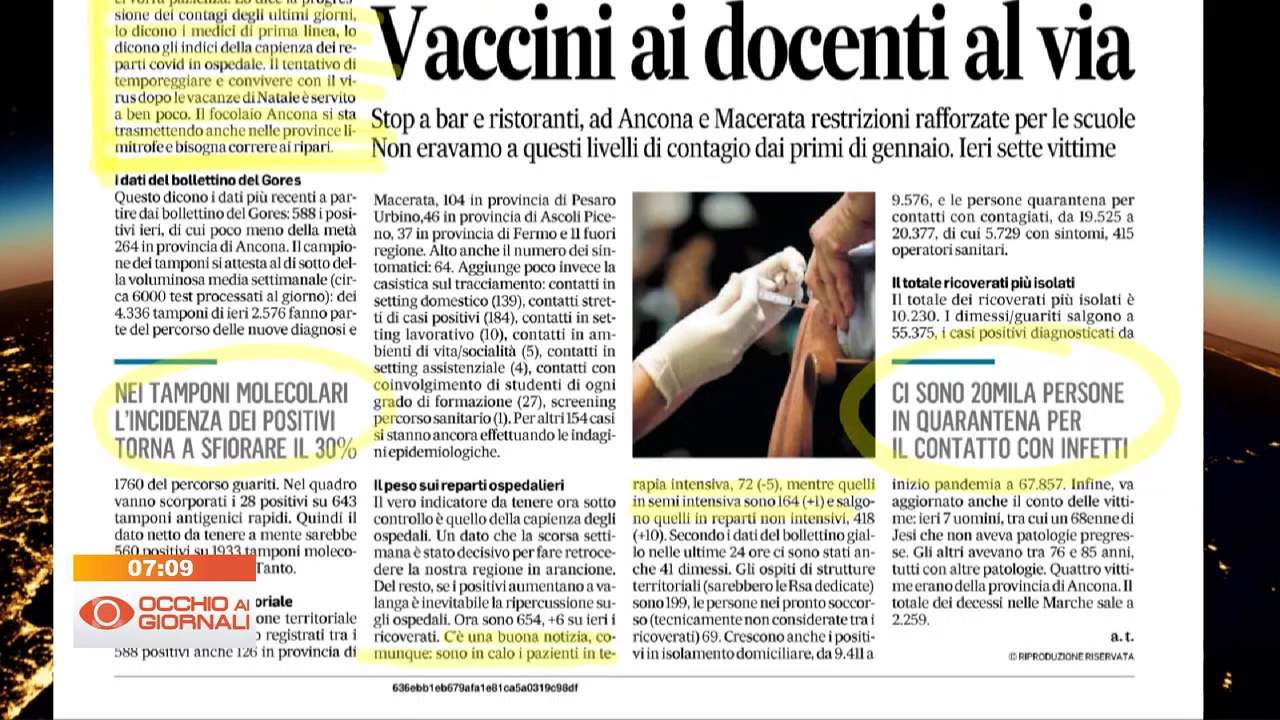 sione dei contagi degli ultimi giorni,
lo dicono i medici di prima linea, lo
dicono gli indici della capienza dei re-
parti covid in ospedale. Il tentativo di
temporeggiare e convivere con il vi-
rus dopo le vacanze di Natale è servito
a ben poco. Il focolaio Ancona si sta
trasmettendo anche nelle province li-
mitrofe e bisogna correre ai ripari.
Vaccini ai docenti al via
Stop a bar e ristoranti, ad Ancona e Macerata restrizioni rafforzate per le scuole
Non eravamo a questi livelli di contagio dai primi di gennaio. Ieri sette vittime
I dati del bollettino del Gores
Questo dicono i dati più recenti a par-
tire dai bollettino del Gores: 588 i posi-
tivi ieri, di cui poco meno della metà
264 in provincia di Ancona. Il campio-
ne dei tamponi si attesta al di sotto del-
la voluminosa media settimanale (cir-
ca 6000 test processati al giorno): dei
4.336 tamponi di ieri 2.576 fanno par-
te del percorso delle nuove diagnosi e
NEI TAMPONI MOLECOLARI
L'INCIDENZA DEI POSITIVI
TORNA A SFIORARE IL 30%
1760 del percorso guariti. Nel quadro
vanno scorporati i 28 positivi su 643
tamponi antigenici rapidi. Quindi il
dato netto da tenere a mente sarebbe
560 positivi su 1933 tamponi moleco-
Tanto.
oriale
one territoriale
o registrati tra i
588 positivi anche 126 in provincia di
Macerata, 104 in provincia di Pesaro
Urbino,46 in provincia di Ascoli Pice-
no, 37 in provincia di Fermo e 11 fuori
regione. Alto anche il numero dei sin-
tomatici: 64. Aggiunge poco invece la
casistica sul tracciamento: contatti in
setting domestico (139), contatti stret-
ti di casi positivi (184), contatti in set-
ting lavorativo (10), contatti in am-
bienti di vita/socialità (5), contatti in
setting assistenziale (4), contatti con
coinvolgimento di studenti di ogni
grado di formazione (27), screening
percorso sanitario (1). Per altri 154 casi
si stanno ancora effettuando le indagi-
ni epidemiologiche.
Il peso sui reparti ospedalieri
Il vero indicatore da tenere ora sotto
controllo è quello della capienza degli
ospedali. Un dato che la scorsa setti-
mana è stato decisivo per fare retroce-
dere la nostra regione in arancione.
Del resto, se i positivi aumentano a va-
langa è inevitabile la ripercussione su-
gli ospedali. Ora sono 654, +6 su ieri i
ricoverati. C'è una buona notizia, co-
munque: sono in calo i pazienti in te-
rapia intensiva, 72 (-5), mentre quelli
in semi intensiva sono 164 (+1) e salgo-
no quelli in reparti non intensivi, 418
(+10). Secondo i dati del bollettino gial-
lo nelle ultime 24 ore ci sono stati an-
che 41 dimessi. Gli ospiti di strutture
territoriali (sarebbero le Rsa dedicate)
sono 199, le persone nei pronto soccor-
so (tecnicamente non considerate tra i
ricoverati) 69. Crescono anche i positi-
vi in isolamento domiciliare, da 9.411 a
9.576, e le persone quarantena per
contatti con contagiati, da 19.525 a
20.377, di cui 5.729 con sintomi, 415
operatori sanitari.
Il totale ricoverati più isolati
Il totale dei ricoverati più isolati è
10.230. I dimessi/guariti salgono a
55.375, i casi positivi diagnosticati da
CI SONO 20MILA PERSONE
IN QUARANTENA PER
IL CONTATTO CON INFETTI
inizio pandemia a 67.857. Infine, va
aggiornato anche il conto delle vitti-
me: ieri 7 uomini, tra cui un 68enne di
Jesi che non aveva patologie pregres-
se. Gli altri avevano tra 76 e 85 anni,
tutti con altre patologie. Quattro vitti-
me erano della provincia di Ancona. Il
totale dei decessi nelle Marche sale a
2.259.
a. t.
© RIPRODUZIONE RISERVATA
07:09
OCCHIO AI
GIORNALI
636ebb1eb679afa1e81ca5a0319c98df